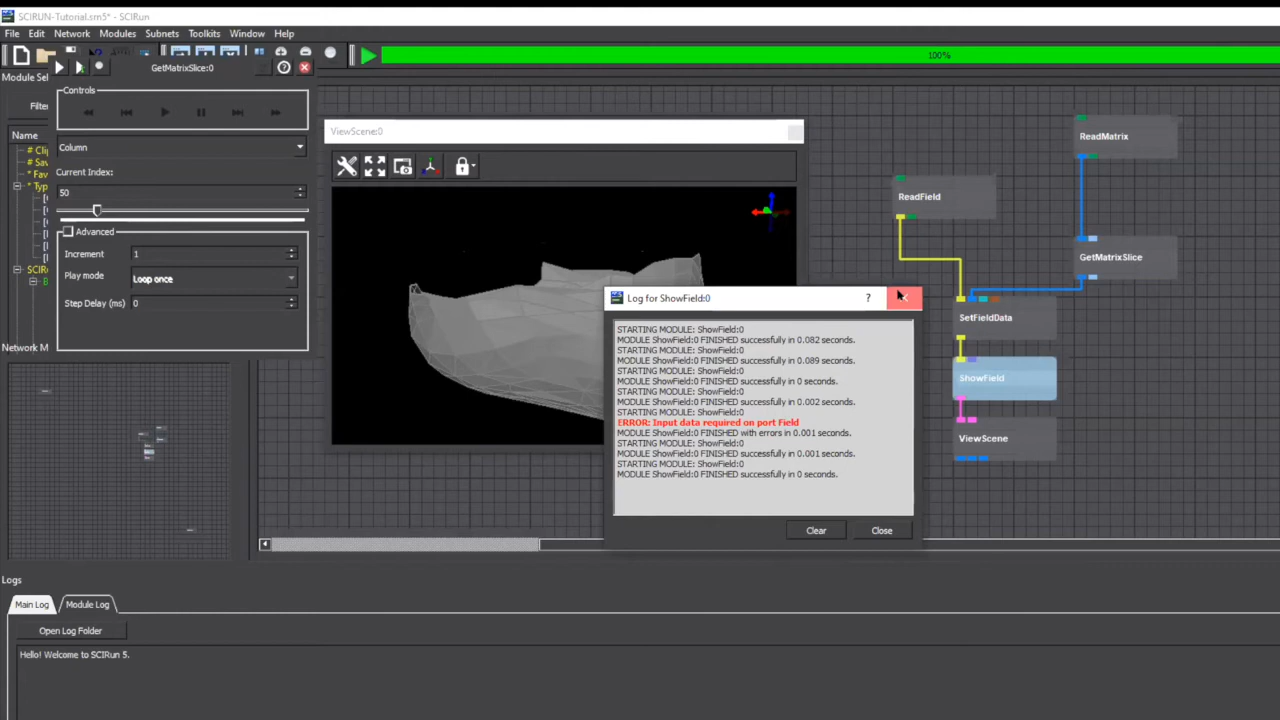 SCIRUN-Tutorial.srn5* - SCIRun
File Edit Network Modules Subnets Toolkits Window Help
100%
GetMatrixSlice:0
Module Sel
Controls
Filte
Column
Name
Current Index:
50
# Clip
# Sav
* Fav
* Typ
Advanced
Increment 1
Play mode Loop once
Step Delay (ms) 0
SCIR
Network M
ViewScene:0
Log for ShowField:0
?
STARTING MODULE: ShowField:0
MODULE ShowField:0 FINISHED successfully in 0.082 seconds.
STARTING MODULE: ShowField:0
MODULE ShowField:0 FINISHED successfully in 0.089 seconds.
STARTING MODULE: ShowField:0
MODULE ShowField:0 FINISHED successfully in 0 seconds.
STARTING MODULE: ShowField:0
MODULE ShowField:0 FINISHED successfully in 0.002 seconds.
STARTING MODULE: ShowField:0
ERROR: Input data required on port Field
MODULE ShowField:0 FINISHED with errors in 0.001 seconds.
STARTING MODULE: ShowField:0
MODULE ShowField:0 FINISHED successfully in 0.001 seconds.
STARTING MODULE: ShowField:0
MODULE ShowField:0 FINISHED successfully in 0 seconds.
Clear
Close
ReadMatrix
ReadField
GetMatrixSlice
SetFieldData
ShowField
ViewScene
Logs
Main Log
Module Log
Open Log Folder
Hello! Welcome to SCIRun 5.